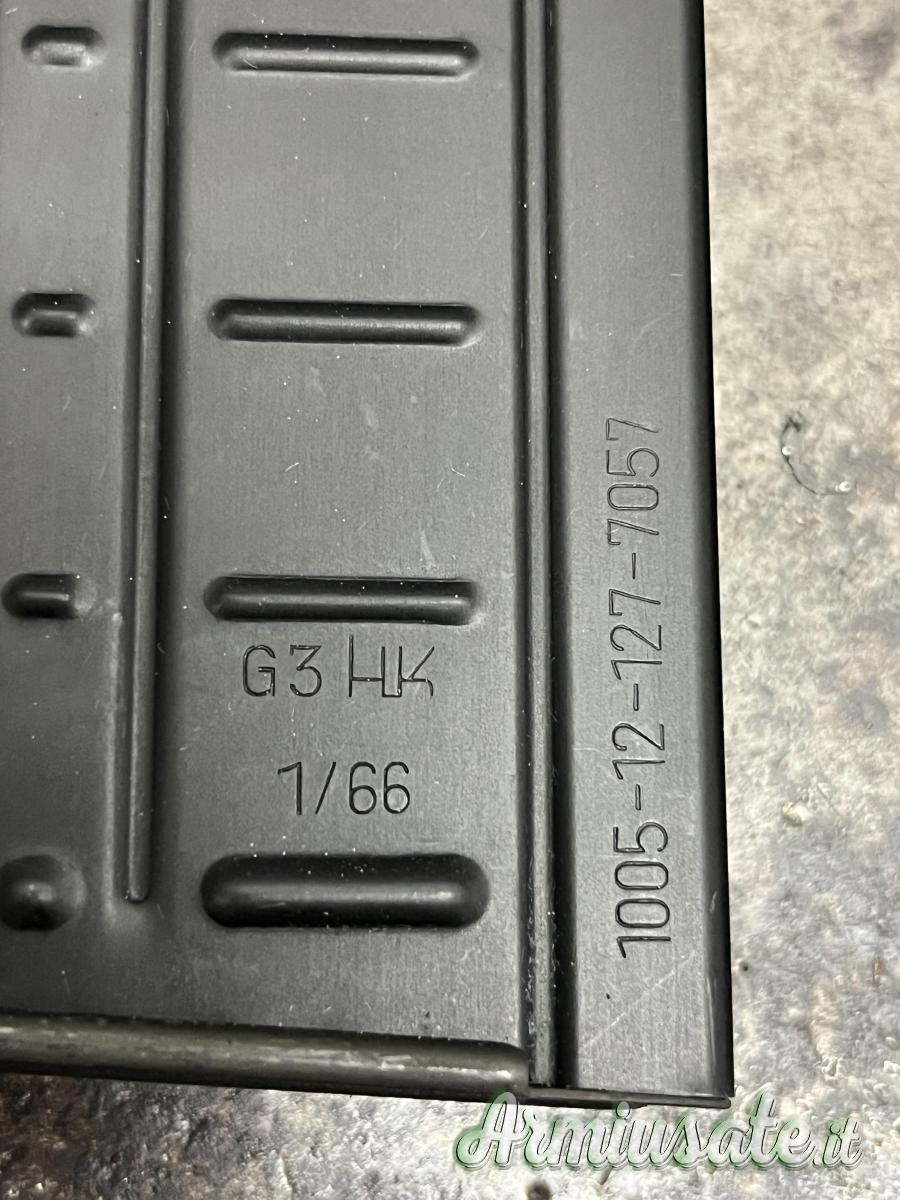 G3 HK
1/66
1005-12-127-7057
Armiusate.it